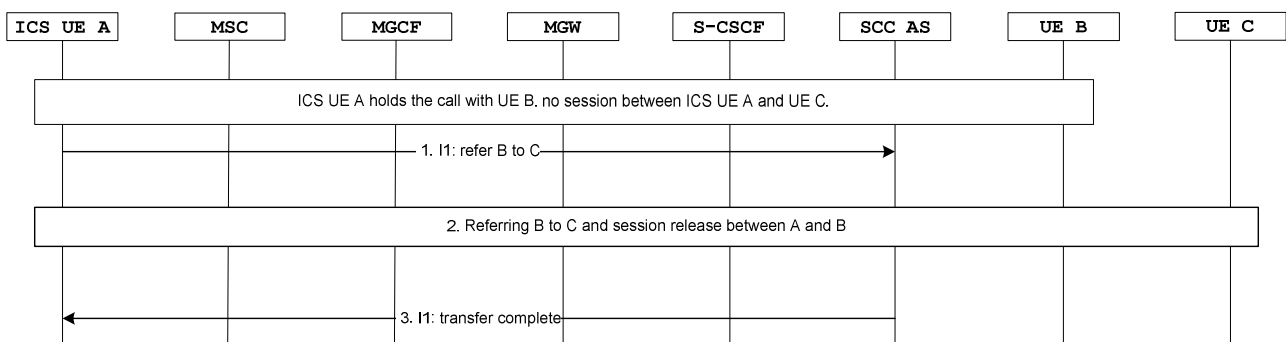 ICS UE A
MSC
MGCF
MGW
S-CSCF
SCC AS
UE B
UE C
ICS UE A holds the call with UE B. no session between ICS UE A and UE C.
1. I1: refer B to C
2. Referring B to C and session release between A and B
3. I1: transfer complete